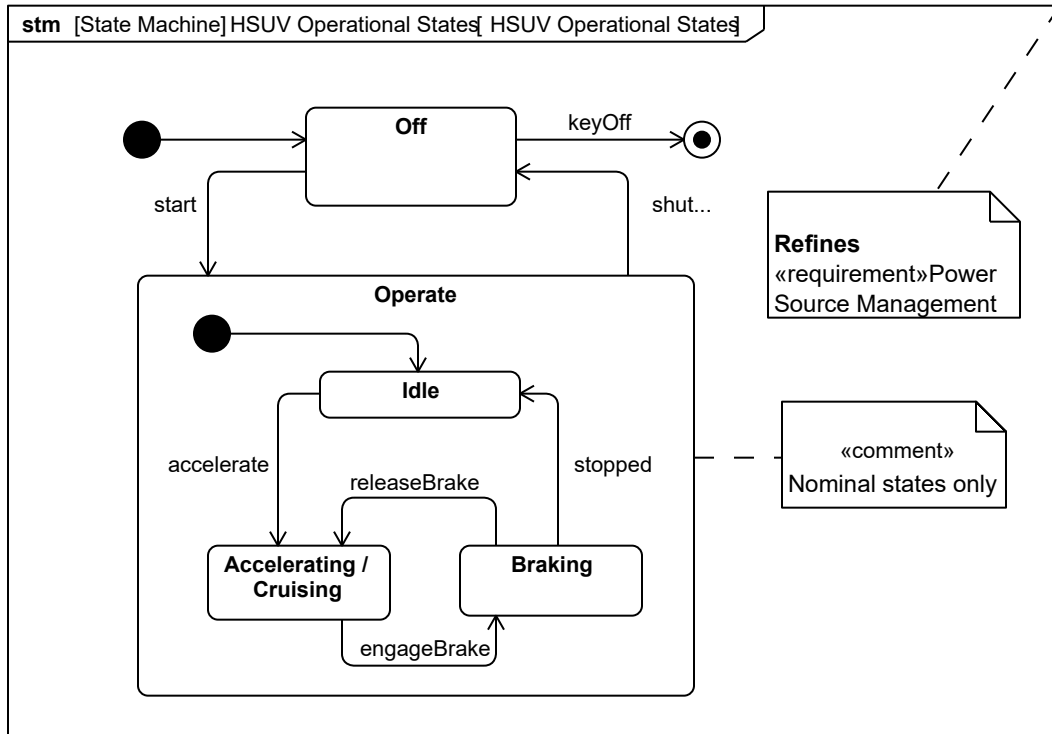 stm [State Machine] HSUV Operational States[ HSUV Operational States]
Off
keyOff
start
shut...
Refines
«requirement»Power
Source Management
Operate
Idle
accelerate
stopped
releaseBrake
«comment»
Nominal states only
Accelerating /
Cruising
Braking
engageBrake